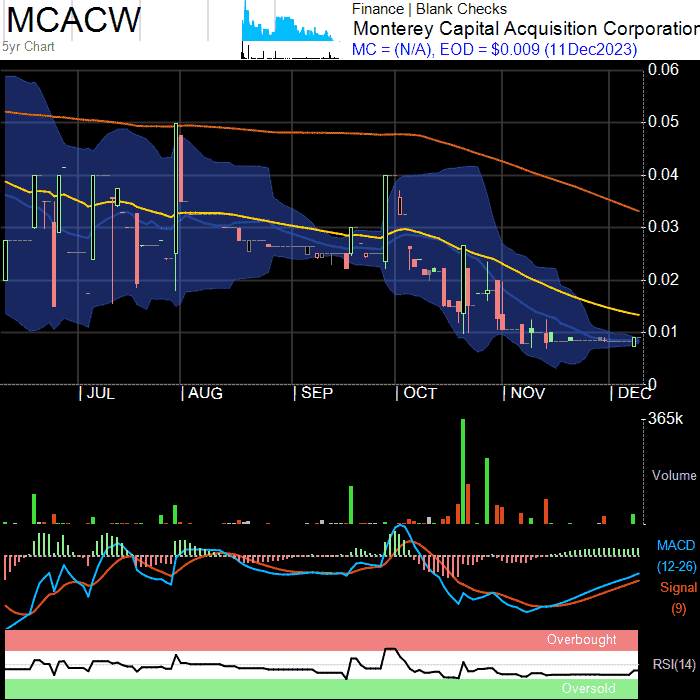 MCACW
5yr Chart
Finance | Blank Checks
Monterey Capital Acquisition Corporation
MC = (N/A), EOD = $0.009 (11Dec2023)
0.06
0.05
0.04
0.03
0.02
0.01
0
| JUL | AUG | SEP | OCT | NOV | DEC
365k
Volume
MACD
(12-26)
Signal
(9)
Overbought
RSI(14)
Oversold